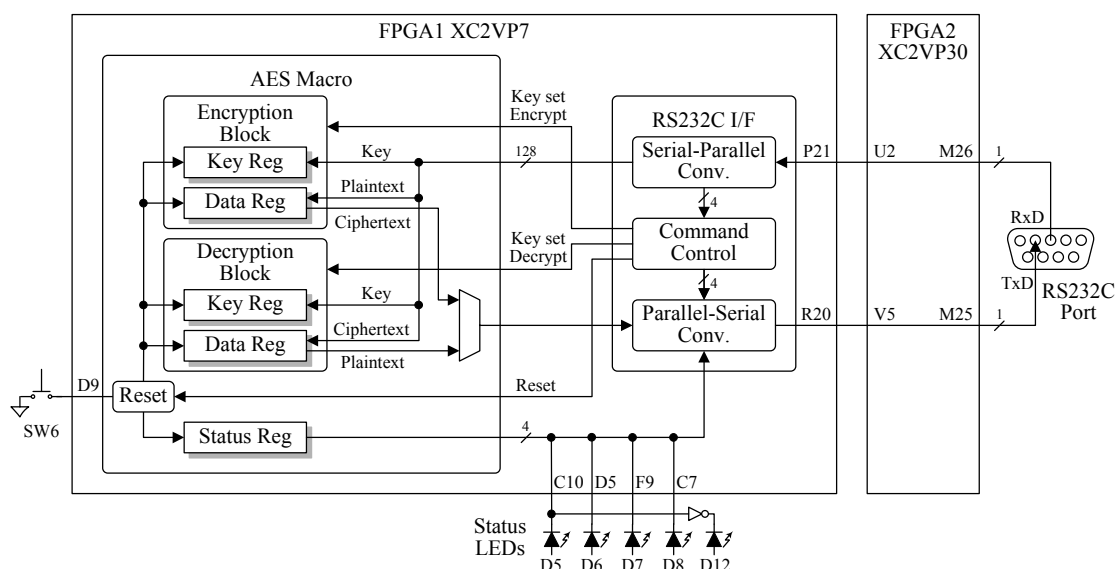 FPGA1 XC2VP7
FPGA2
XC2VP30
AES Macro
Encryption
Block
Key Reg
Data Reg
Key set
Encrypt
Key
128
Plaintext
Ciphertext
RS232C I/F
Serial-Parallel
Conv.
P21
U2
M26
1
4
Command
Control
4
Parallel-Serial
Conv.
R20
V5
M25
1
RxD
TxD
RS232C
Port
Decryption
Block
Key Reg
Data Reg
Key set
Decrypt
Key
Ciphertext
Plaintext
D9
Reset
Reset
SW6
Status Reg
4
C10
D5
F9
C7
Status
LEDs
D5
D6
D7
D8
D12